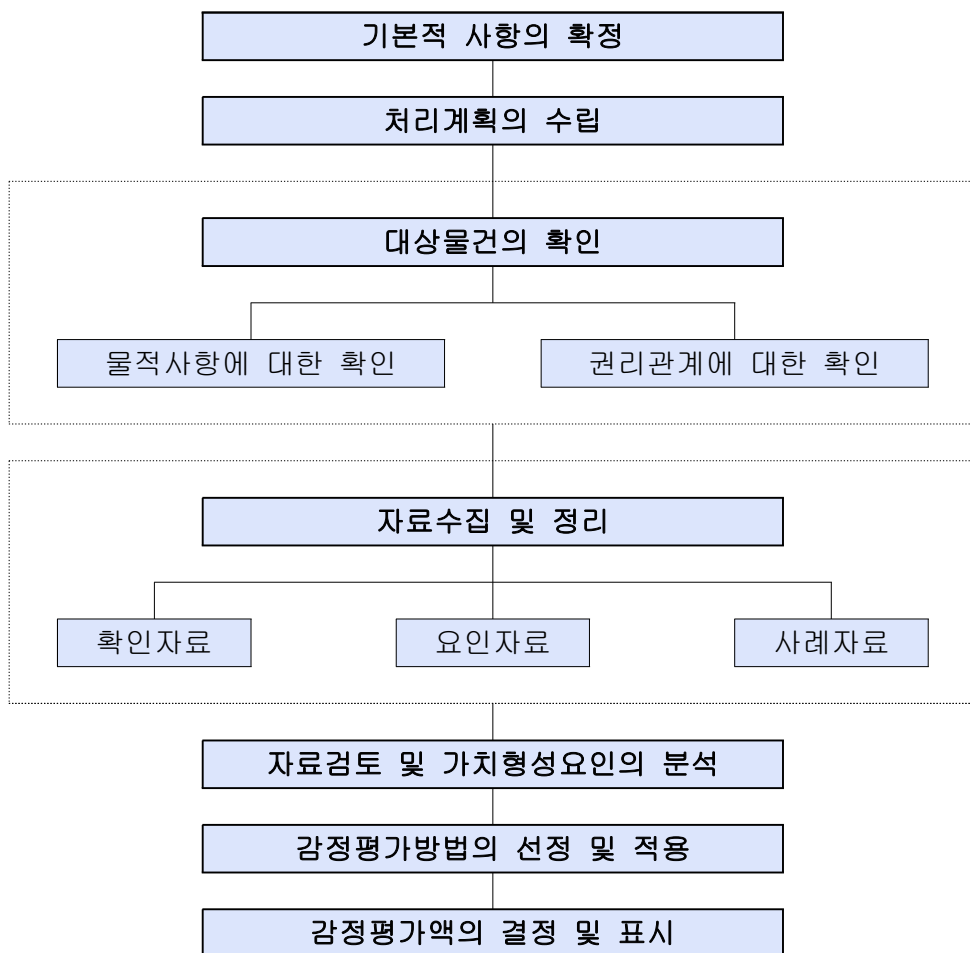 기본적 사항의 확정
처리계획의 수립
대상물건의 확인
물적사항에 대한 확인
권리관계에 대한 확인
자료수집 및 정리
확인자료
요인자료
사례자료
자료검토 및 가치형성요인의 분석
감정평가방법의 선정 및 적용
감정평가액의 결정 및 표시